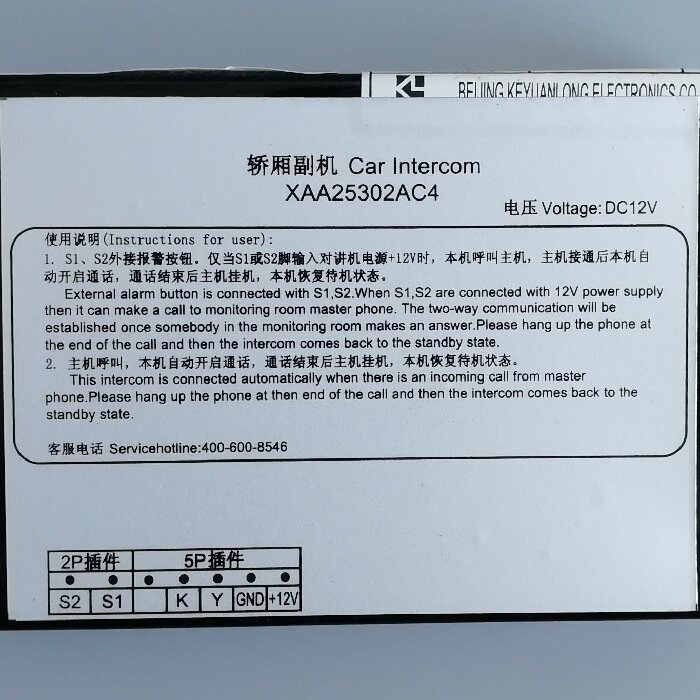 KL BEIJING KEYUANLONG ELECTRONICS CO
轿厢副机 Car Intercom
XAA25302AC4
电压 Voltage: DC12V
使用说明(Instructions for user):
1. S1、S2外接报警按钮。仅当S1或S2脚输入对讲机电源+12V时，本机呼叫主机，主机接通后本机自
动开启通话，通话结束后主机挂机，本机恢复待机状态。
External alarm button is connected with S1,S2.When S1,S2 are connected with 12V power supply
then it can make a call to monitoring room master phone. The two-way communication will be
established once somebody in the monitoring room makes an answer.Please hang up the phone at
the end of the call and then the intercom comes back to the standby state.
2. 主机呼叫，本机自动开启通话，通话结束后主机挂机，本机恢复待机状态。
This intercom is connected automatically when there is an incoming call from master
phone.Please hang up the phone at then end of the call and then the intercom comes back to the
standby state.
客服电话 Servicehotline:400-600-8546
2P插件 5P插件
S2 S1 K Y GND +12V